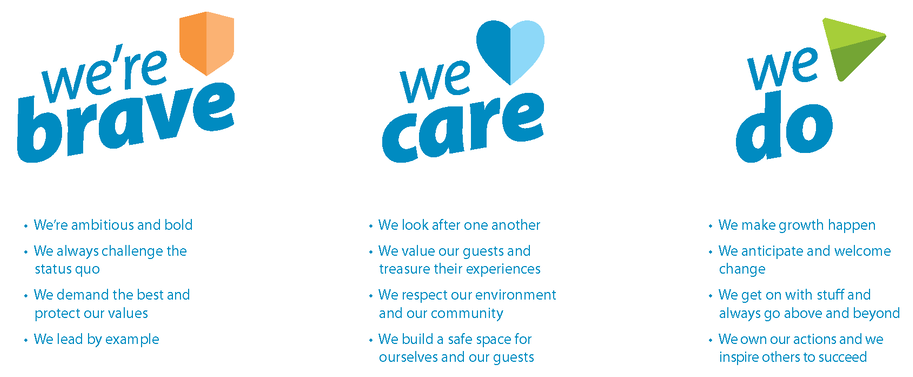 we're
brave
we
care
we
do
• We're ambitious and bold
• We always challenge the
status quo
• We demand the best and
protect our values
• We lead by example
• We look after one another
• We value our guests and
treasure their experiences
• We respect our environment
and our community
• We build a safe space for
ourselves and our guests
• We make growth happen
• We anticipate and welcome
change
• We get on with stuff and
always go above and beyond
• We own our actions and we
inspire others to succeed